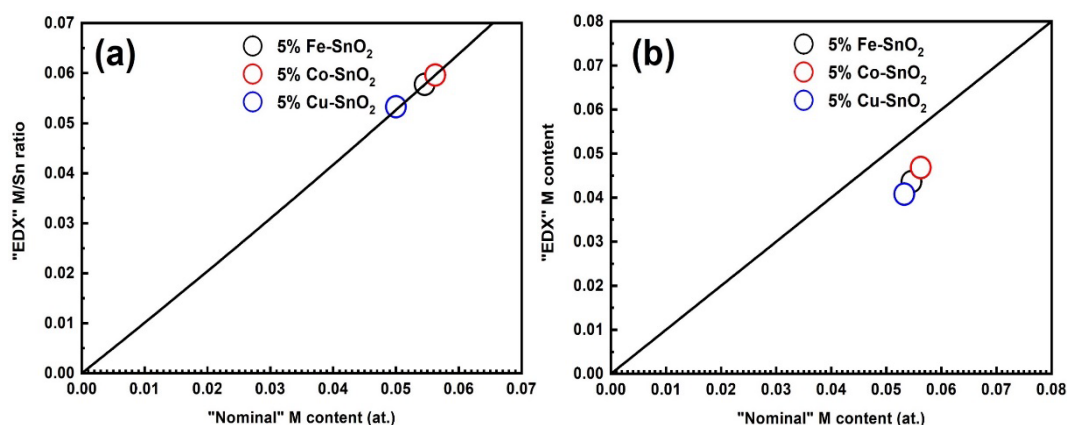 (a)
5% Fe-SnO₂
5% Co-SnO₂
5% Cu-SnO₂
"EDX" M/Sn ratio
0.07
0.06
0.05
0.04
0.03
0.02
0.01
0.00
0.00 0.01 0.02 0.03 0.04 0.05 0.06 0.07
"Nominal" M content (at.)
(b)
5% Fe-SnO₂
5% Co-SnO₂
5% Cu-SnO₂
"EDX" M content
0.08
0.07
0.06
0.05
0.04
0.03
0.02
0.01
0.00
0.00 0.01 0.02 0.03 0.04 0.05 0.06 0.07 0.08
"Nominal" M content (at.)